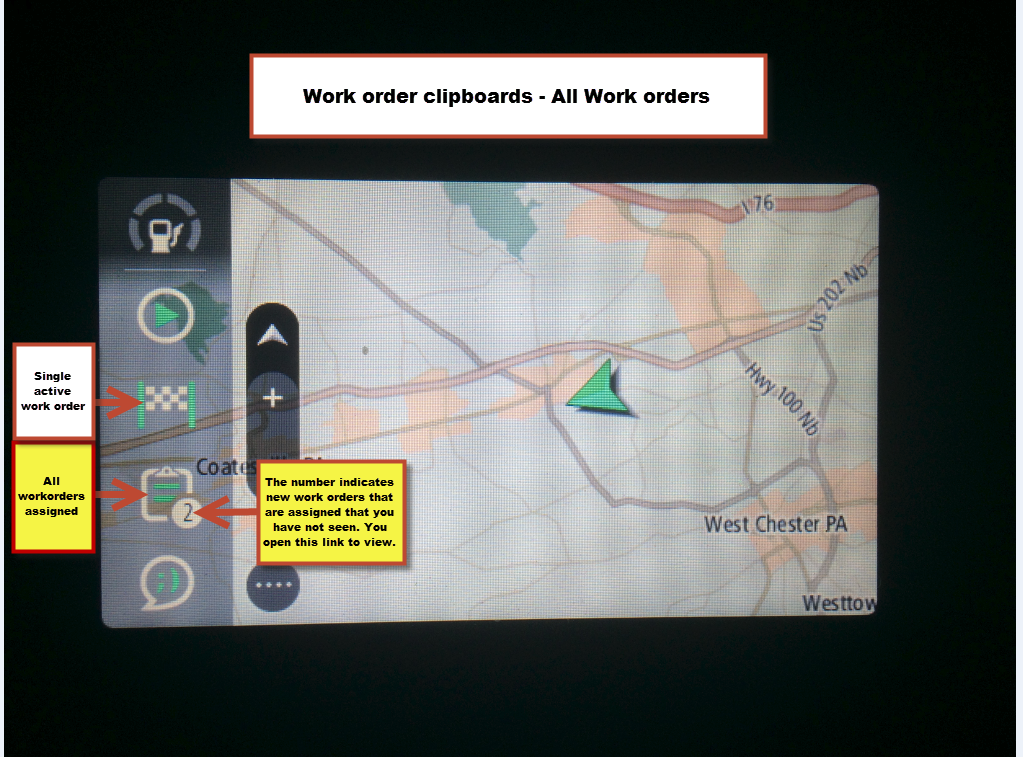 Work order clipboards - All Work orders
I 76
Us 202 Nb
Single
active
work order
Hwy 100 Nb
All
workorders
assigned
The number indicates
new work orders that
are assigned that you
have not seen. You
open this link to view.
2
West Chester PA
Westtow